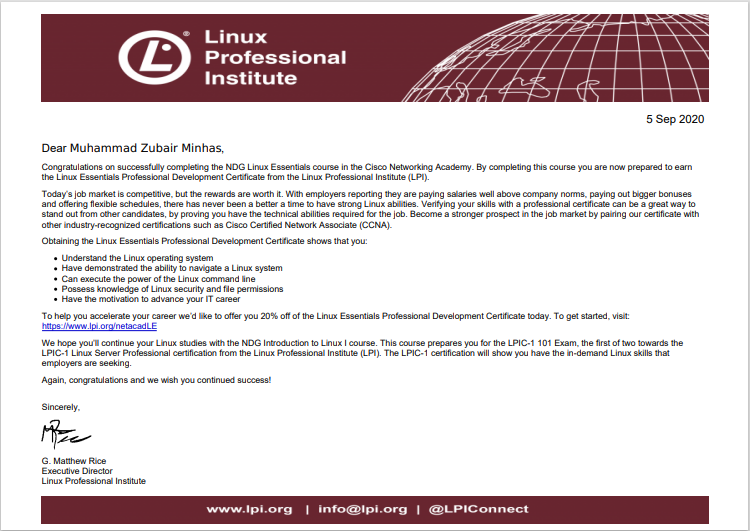 Linux
Professional
Institute
5 Sep 2020
Dear Muhammad Zubair Minhas,
Congratulations on successfully completing the NDG Linux Essentials course in the Cisco Networking Academy. By completing this course you are now prepared to earn
the Linux Essentials Professional Development Certificate from the Linux Professional Institute (LPI).
Today's job market is competitive, but the rewards are worth it. With employers reporting they are paying salaries well above company norms, paying out bigger bonuses
and offering flexible schedules, there has never been a better a time to have strong Linux abilities. Verifying your skills with a professional certificate can be a great way to
stand out from other candidates, by proving you have the technical abilities required for the job. Become a stronger prospect in the job market by pairing our certificate with
other industry-recognized certifications such as Cisco Certified Network Associate (CCNA).
Obtaining the Linux Essentials Professional Development Certificate shows that you:
• Understand the Linux operating system
• Have demonstrated the ability to navigate a Linux system
• Can execute the power of the Linux command line
• Possess knowledge of Linux security and file permissions
• Have the motivation to advance your IT career
To help you accelerate your career we'd like to offer you 20% off of the Linux Essentials Professional Development Certificate today. To get started, visit:
https://www.lpi.org/netacadLE
We hope you'll continue your Linux studies with the NDG Introduction to Linux I course. This course prepares you for the LPIC-1 101 Exam, the first of two towards the
LPIC-1 Linux Server Professional certification from the Linux Professional Institute (LPI). The LPIC-1 certification will show you have the in-demand Linux skills that
employers are seeking.
Again, congratulations and we wish you continued success!
Sincerely,
G. Matthew Rice
Executive Director
Linux Professional Institute
www.lpi.org | info@lpi.org | @LPIConnect